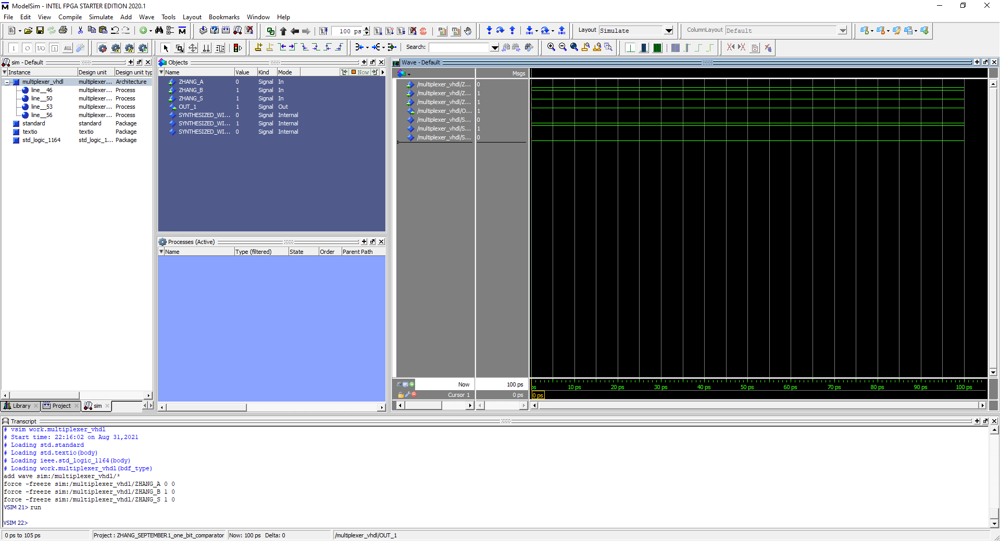 ModelSim - INTEL FPGA STARTER EDITION 2020.1
File Edit View Compile Simulate Add Wave Tools Layout Bookmarks Window Help
100 ps
Layout Simulate
ColumnLayout Default
Search:
sim - Default
Instance Design unit Design unit typ
multiplexer_vhdl multiplexer... Architecture
line__46 multiplexer... Process
line__50 multiplexer... Process
line__53 multiplexer... Process
line__56 multiplexer... Process
standard standard Package
textio textio Package
std_logic_1164 std_logic_1... Package
Library Project sim
Objects
Name Value Kind Mode Now
ZHANG_A 0 Signal In
ZHANG_B 1 Signal In
ZHANG_S 1 Signal In
OUT_1 1 Signal Out
SYNTHESIZED_WI... 0 Signal Internal
SYNTHESIZED_WI... 1 Signal Internal
SYNTHESIZED_WI... 0 Signal Internal
Processes (Active)
Name Type (filtered) State Order Parent Path
Wave - Default
Msgs
/multiplexer_vhdl/Z... 0
/multiplexer_vhdl/Z... 1
/multiplexer_vhdl/Z... 1
/multiplexer_vhdl/O... 1
/multiplexer_vhdl/S... 0
/multiplexer_vhdl/S... 1
/multiplexer_vhdl/S... 0
Now 100 ps
ps 10 ps 20 ps 30 ps 40 ps 50 ps 60 ps 70 ps 80 ps 90 ps 100 ps
Cursor 1 0 ps
0 ps
Transcript
# vsim work.multiplexer_vhdl
# Start time: 22:16:02 on Aug 31,2021
# Loading std.standard
# Loading std.textio(body)
# Loading ieee.std_logic_1164(body)
# Loading work.multiplexer_vhdl(bdf_type)
add wave sim:/multiplexer_vhdl/*
force -freeze sim:/multiplexer_vhdl/ZHANG_A 0 0
force -freeze sim:/multiplexer_vhdl/ZHANG_B 1 0
force -freeze sim:/multiplexer_vhdl/ZHANG_S 1 0
VSIM 21> run
VSIM 22>
0 ps to 105 ps
Project : ZHANG_SEPTEMBER1_one_bit_comparator
Now: 100 ps Delta: 0
/multiplexer_vhdl/OUT_1